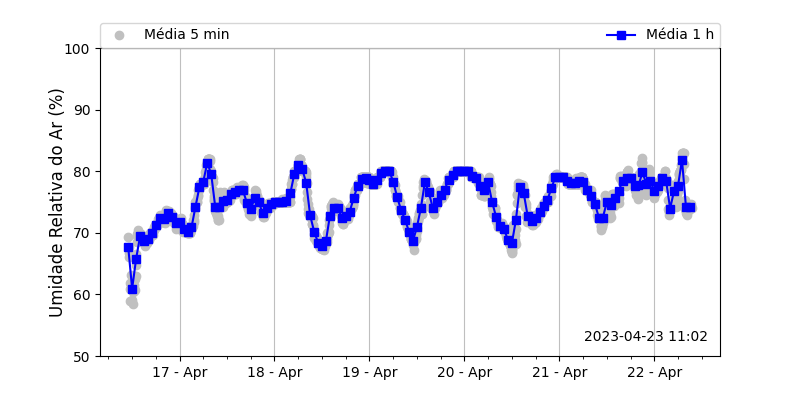 Média 5 min
Média 1 h
Umidade Relativa do Ar (%)
100
90
80
70
60
50
2023-04-23 11:02
17 - Apr
18 - Apr
19 - Apr
20 - Apr
21 - Apr
22 - Apr